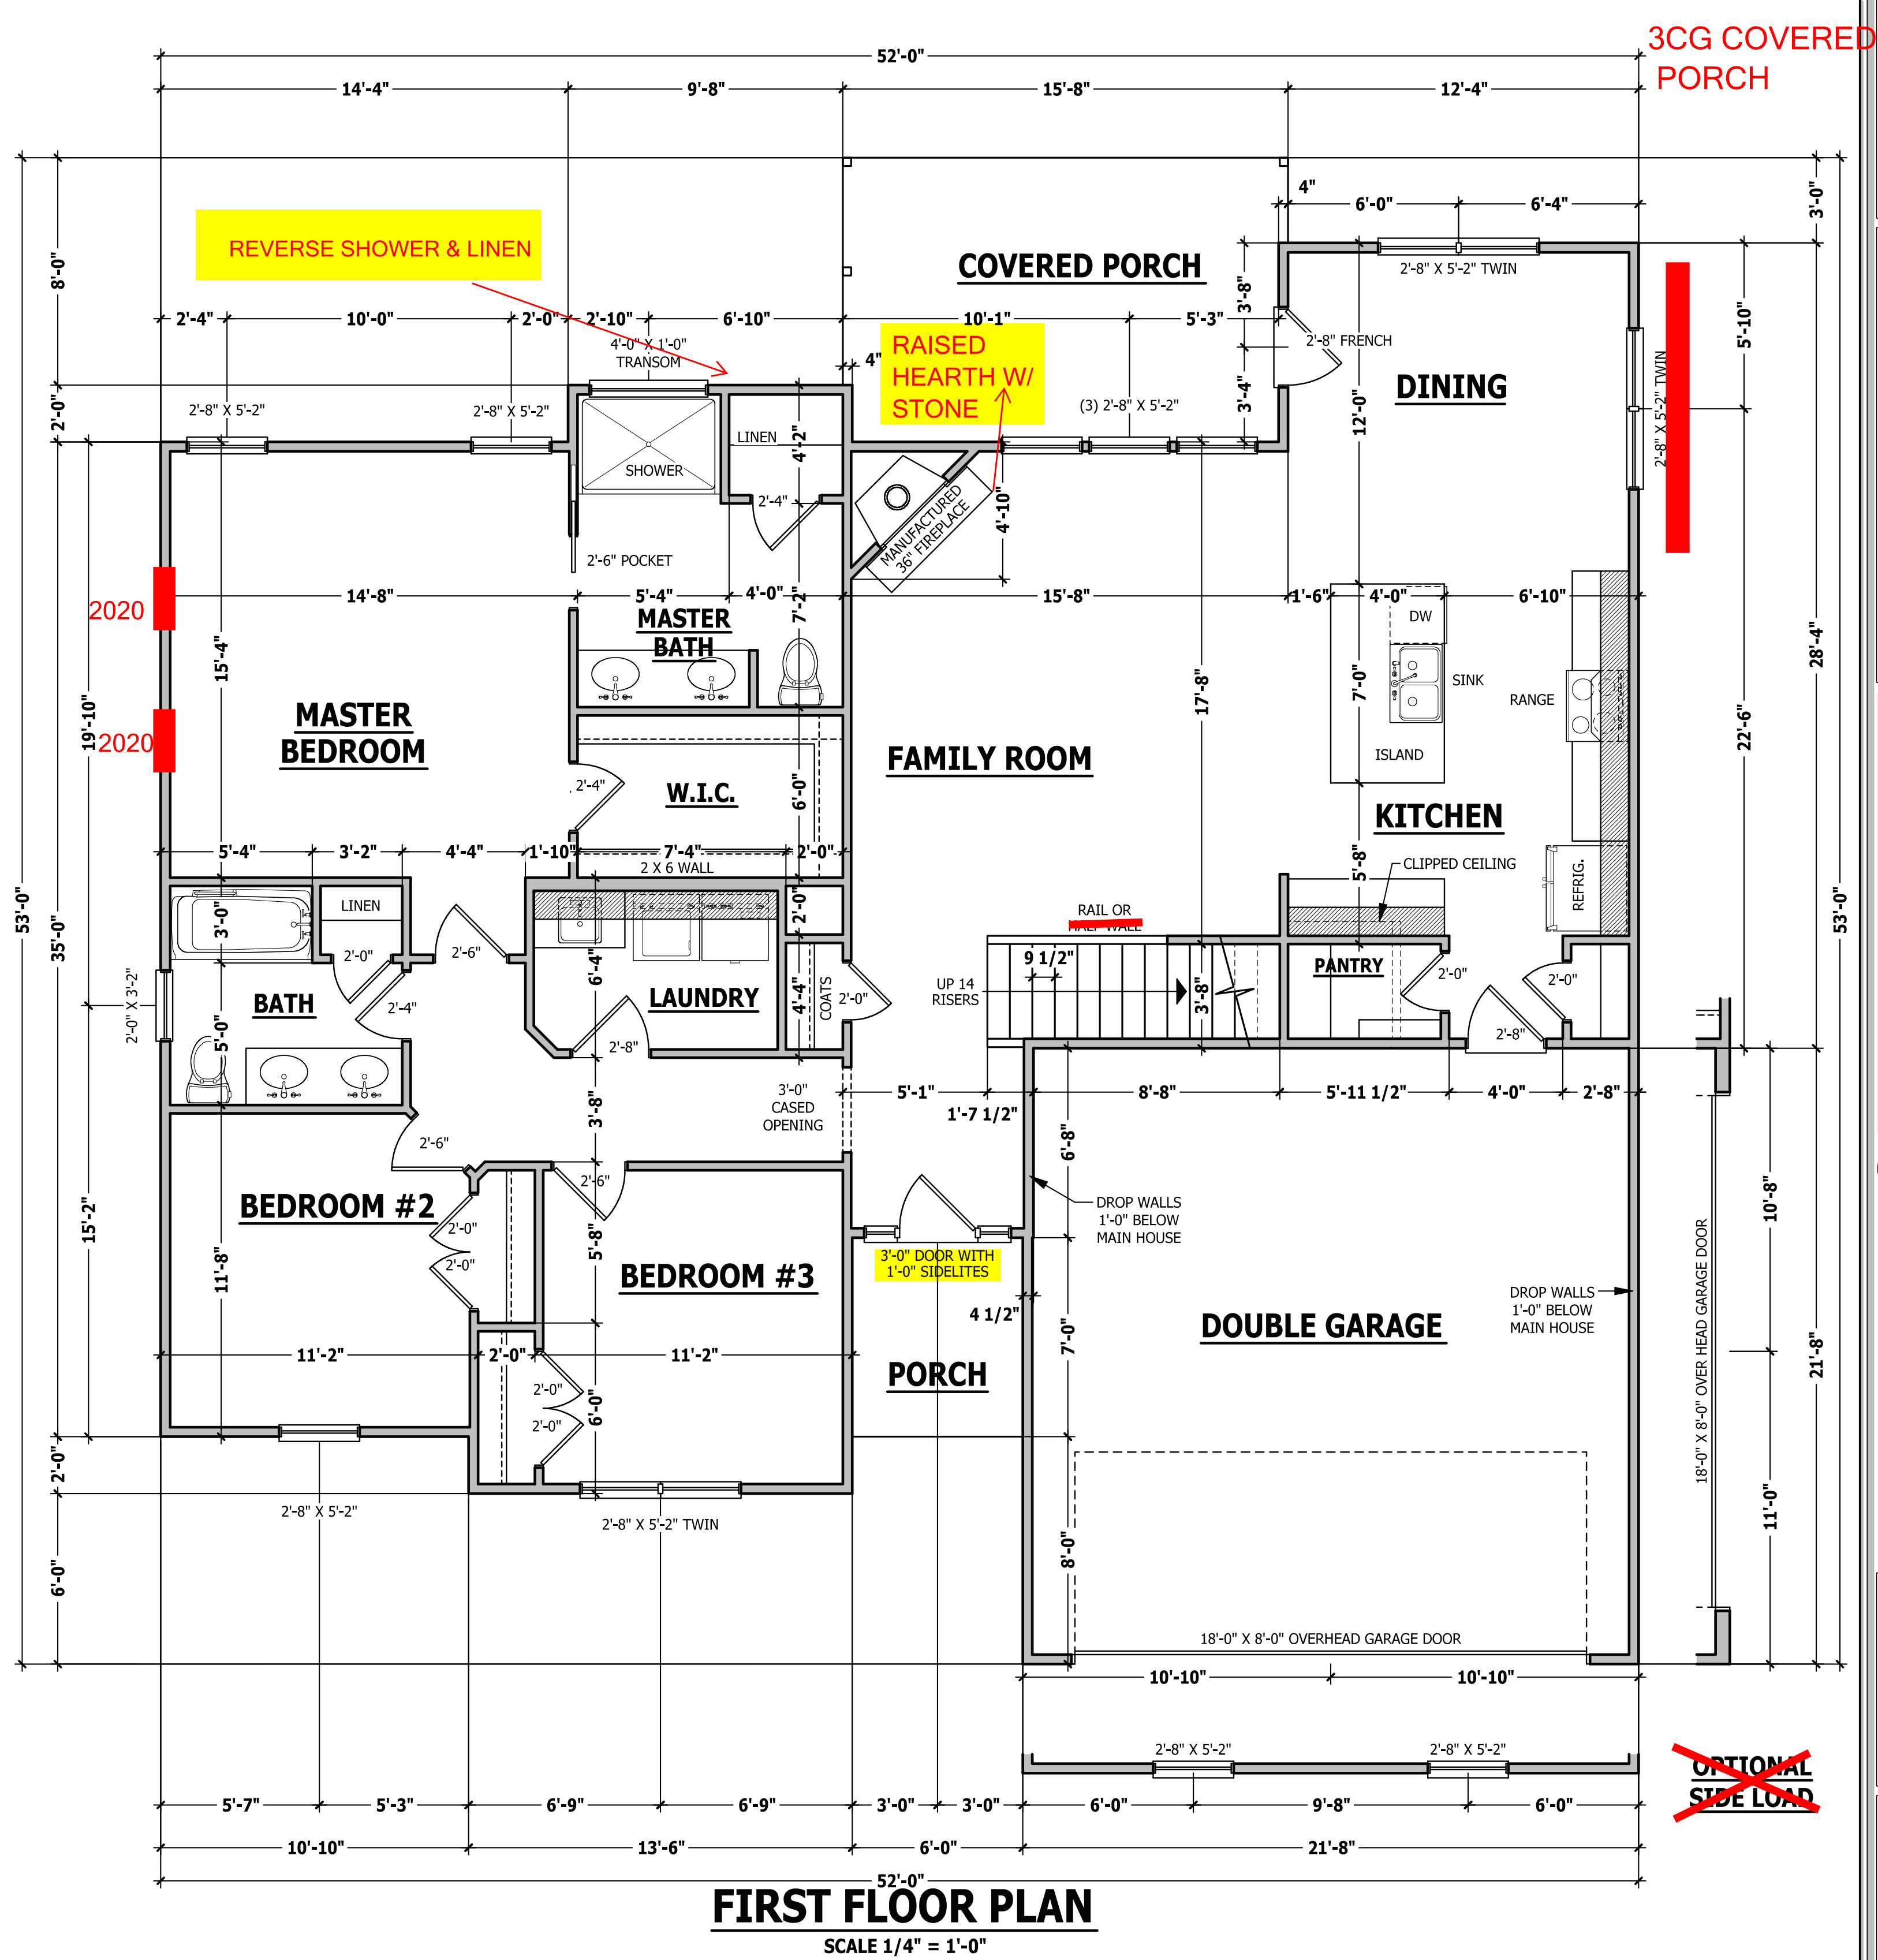 3CG COVERED
PORCH
52'-0"
14'-4"
9'-8"
15'-8"
12'-4"
4"
6'-0"
6'-4"
3'-0"
REVERSE SHOWER & LINEN
COVERED PORCH
2'-8" X 5'-2" TWIN
8'-0"
3'-8"
5'-10"
2'-4"
10'-0"
2'-0"
2'-10"
6'-10"
10'-1"
5'-3"
4'-0" X 1'-0"
TRANSOM
4"
RAISED
HEARTH W/
STONE
2'-8" FRENCH
DINING
2'-8" X 5'-2" TWIN
3'-4"
12'-0"
2'-0"
2'-8" X 5'-2"
2'-8" X 5'-2"
(3) 2'-8" X 5'-2"
LINEN
4'-2"
SHOWER
2'-4"
MANUFACTURED
36" FIREPLACE
4'-10"
2'-6" POCKET
2020
14'-8"
5'-4"
4'-0"
7'-2"
15'-8"
1'-6"
4'-0"
6'-10"
DW
MASTER
BATH
15'-4"
28'-4"
17'-8"
7'-0"
SINK
RANGE
MASTER
BEDROOM
19'-10"
2020
22'-6"
FAMILY ROOM
ISLAND
2'-4"
W.I.C.
6'-0"
KITCHEN
5'-4"
3'-2"
4'-4"
1'-10"
7'-4"
2'-0"
2 X 6 WALL
5'-8"
CLIPPED CEILING
REFRIG.
53'-0"
35'-0"
53'-0"
LINEN
3'-0"
2'-0"
RAIL OR
HALF WALL
2'-0"
2'-6"
6'-4"
9 1/2"
PANTRY
2'-0"
2'-0"
UP 14
RISERS
3'-8"
LAUNDRY
4'-4"
COATS
2'-0"
BATH
2'-4"
2'-0" X 3'-2"
5'-0"
2'-8"
2'-8"
3'-0"
CASED
OPENING
3'-8"
5'-1"
1'-7 1/2"
8'-8"
5'-11 1/2"
4'-0"
2'-8"
2'-6"
6'-8"
10'-8"
2'-6"
BEDROOM #2
15'-2"
2'-0"
2'-0"
5'-8"
DROP WALLS
1'-0" BELOW
MAIN HOUSE
11'-8"
BEDROOM #3
3'-0" DOOR WITH
1'-0" SIDELITES
4 1/2"
7'-0"
DOUBLE GARAGE
DROP WALLS
1'-0" BELOW
MAIN HOUSE
18'-0" X 8'-0" OVER HEAD GARAGE DOOR
21'-8"
11'-2"
2'-0"
11'-2"
PORCH
2'-0"
2'-0"
6'-0"
2'-0"
2'-8" X 5'-2"
2'-8" X 5'-2" TWIN
6'-0"
8'-0"
11'-0"
18'-0" X 8'-0" OVERHEAD GARAGE DOOR
10'-10"
10'-10"
2'-8" X 5'-2"
2'-8" X 5'-2"
OPTIONAL
SIDE LOAD
5'-7"
5'-3"
6'-9"
6'-9"
3'-0"
3'-0"
6'-0"
9'-8"
6'-0"
10'-10"
13'-6"
6'-0"
21'-8"
52'-0"
FIRST FLOOR PLAN
SCALE 1/4" = 1'-0"